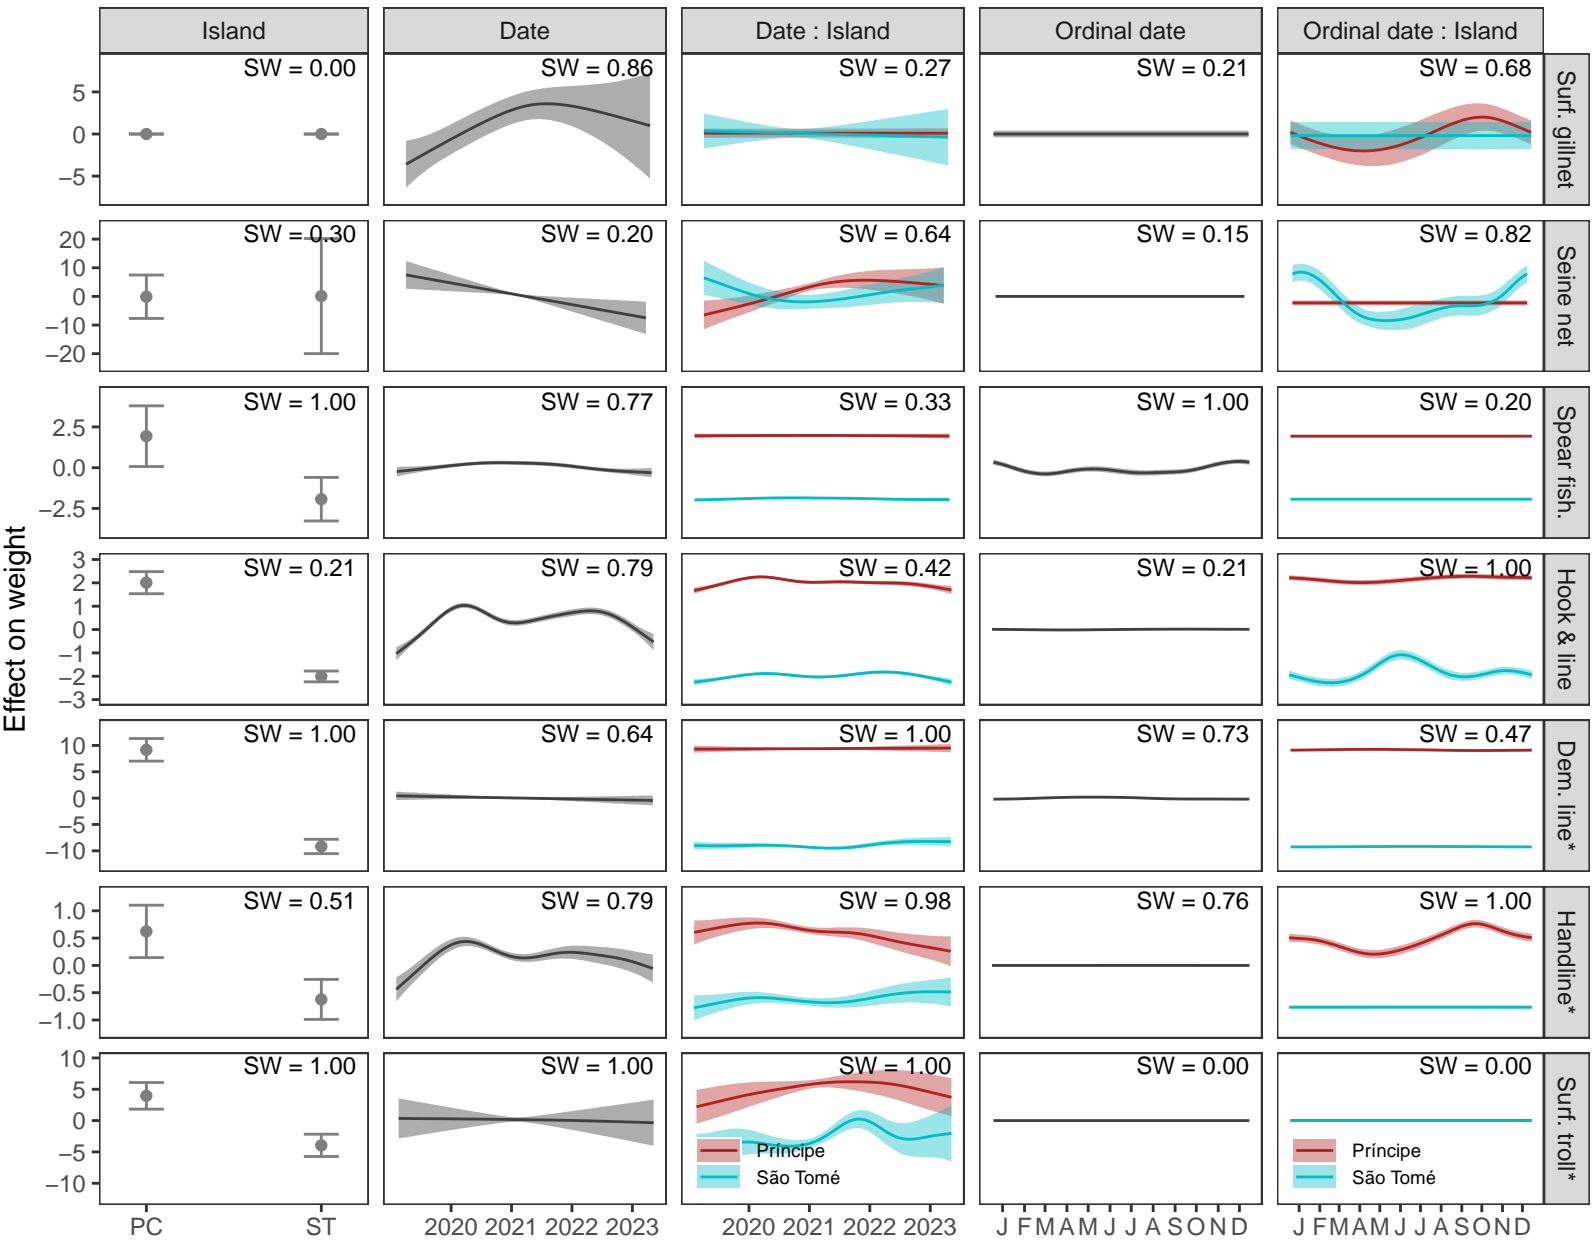 Island Date Date : Island Ordinal date Ordinal date : Island
SW = 0.00 SW = 0.86 SW = 0.27 SW = 0.21 SW = 0.68
5
0
−5
Surf. gillnet
SW = 0.30 SW = 0.20 SW = 0.64 SW = 0.15 SW = 0.82
20
10
0
−10
−20
Seine net
SW = 1.00 SW = 0.77 SW = 0.33 SW = 1.00 SW = 0.20
2.5
0.0
−2.5
Spear fish.
Effect on weight
SW = 0.21 SW = 0.79 SW = 0.42 SW = 0.21 SW = 1.00
3
2
1
0
−1
−2
−3
Hook & line
SW = 1.00 SW = 0.64 SW = 1.00 SW = 0.73 SW = 0.47
10
5
0
−5
−10
Dem. line*
SW = 0.51 SW = 0.79 SW = 0.98 SW = 0.76 SW = 1.00
1.0
0.5
0.0
−0.5
−1.0
Handline*
SW = 1.00 SW = 1.00 SW = 1.00 SW = 0.00 SW = 0.00
10
5
0
−5
−10
Surf. troll*
Príncipe Príncipe
São Tomé São Tomé
PC ST 2020 2021 2022 2023 2020 2021 2022 2023 J F M A M J J A S O N D J F M A M J J A S O N D